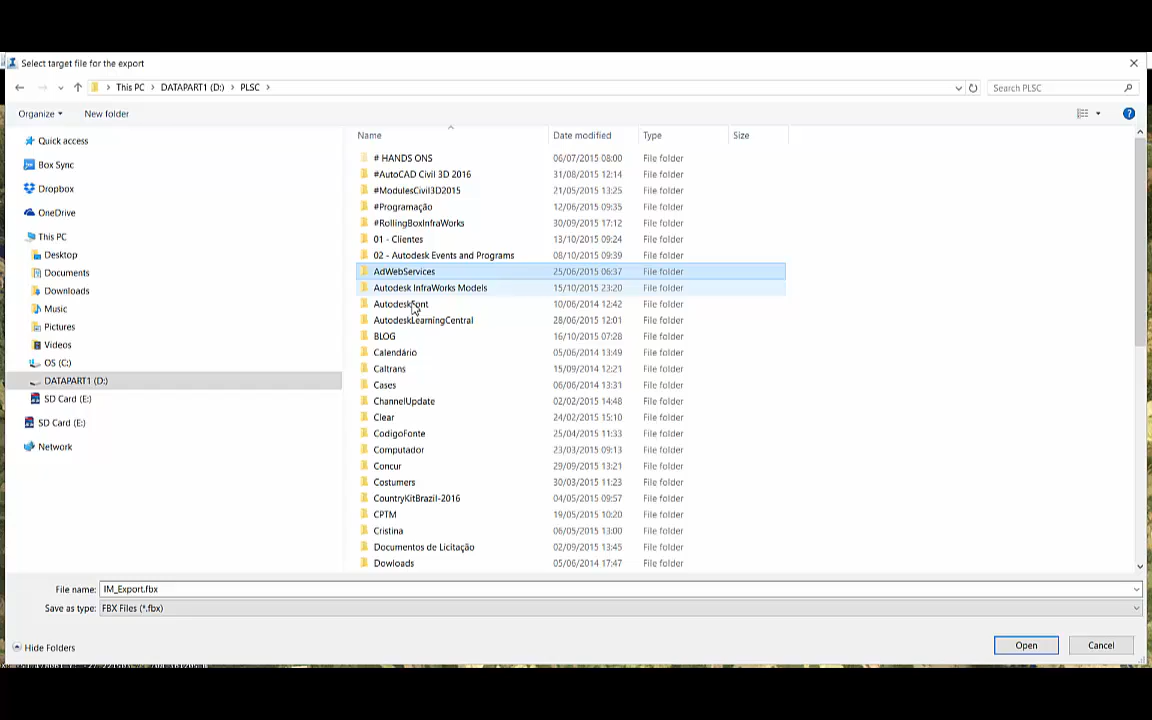 Select target file for the export
This PC > DATAPART1 (D:) > PLSC >
Search PLSC
Organize
New folder
Quick access
Box Sync
Dropbox
OneDrive
This PC
Desktop
Documents
Downloads
Music
Pictures
Videos
OS (C:)
DATAPART1 (D:)
SD Card (E:)
SD Card (E:)
Network
Name Date modified Type Size
# HANDS ONS 06/07/2015 08:00 File folder
#AutoCAD Civil 3D 2016 31/08/2015 12:14 File folder
#ModulesCivil3D2015 21/05/2015 13:25 File folder
#Programação 12/06/2015 09:35 File folder
#RollingBoxInfraWorks 30/09/2015 17:12 File folder
01 - Clientes 13/10/2015 09:24 File folder
02 - Autodesk Events and Programs 08/10/2015 09:39 File folder
AdWebServices 25/06/2015 06:37 File folder
Autodesk InfraWorks Models 15/10/2015 23:20 File folder
AutodeskFont 10/06/2014 12:42 File folder
AutodeskLearningCentral 28/06/2015 12:01 File folder
BLOG 16/10/2015 07:28 File folder
Calendário 05/06/2014 13:49 File folder
Caltrans 15/09/2014 12:21 File folder
Cases 06/06/2014 13:31 File folder
ChannelUpdate 02/02/2015 14:48 File folder
Clear 24/02/2015 15:10 File folder
CodigoFonte 25/04/2015 11:33 File folder
Computador 23/03/2015 09:13 File folder
Concur 29/09/2015 13:21 File folder
Costumers 30/03/2015 11:23 File folder
CountryKitBrazil-2016 04/05/2015 09:57 File folder
CPTM 19/05/2015 10:20 File folder
Cristina 06/05/2015 13:00 File folder
Documentos de Licitação 02/09/2015 13:45 File folder
Dowloads 05/06/2014 17:47 File folder
File name: IM_Export.fbx
Save as type: FBX Files (*.fbx)
Hide Folders
Open
Cancel